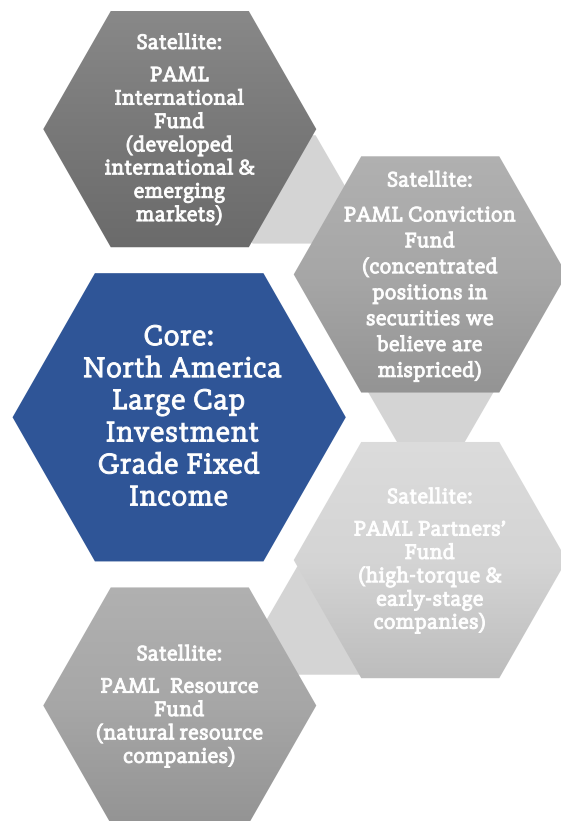 Satellite:
PAML
International
Fund
(developed
international &
emerging
markets)
Satellite:
PAML Conviction
Fund
(concentrated
positions in
securities we
believe are
mispriced)
Core:
North America
Large Cap
Investment
Grade Fixed
Income
Satellite:
PAML Partners’
Fund
(high-torque &
early-stage
companies)
Satellite:
PAML Resource
Fund
(natural resource
companies)